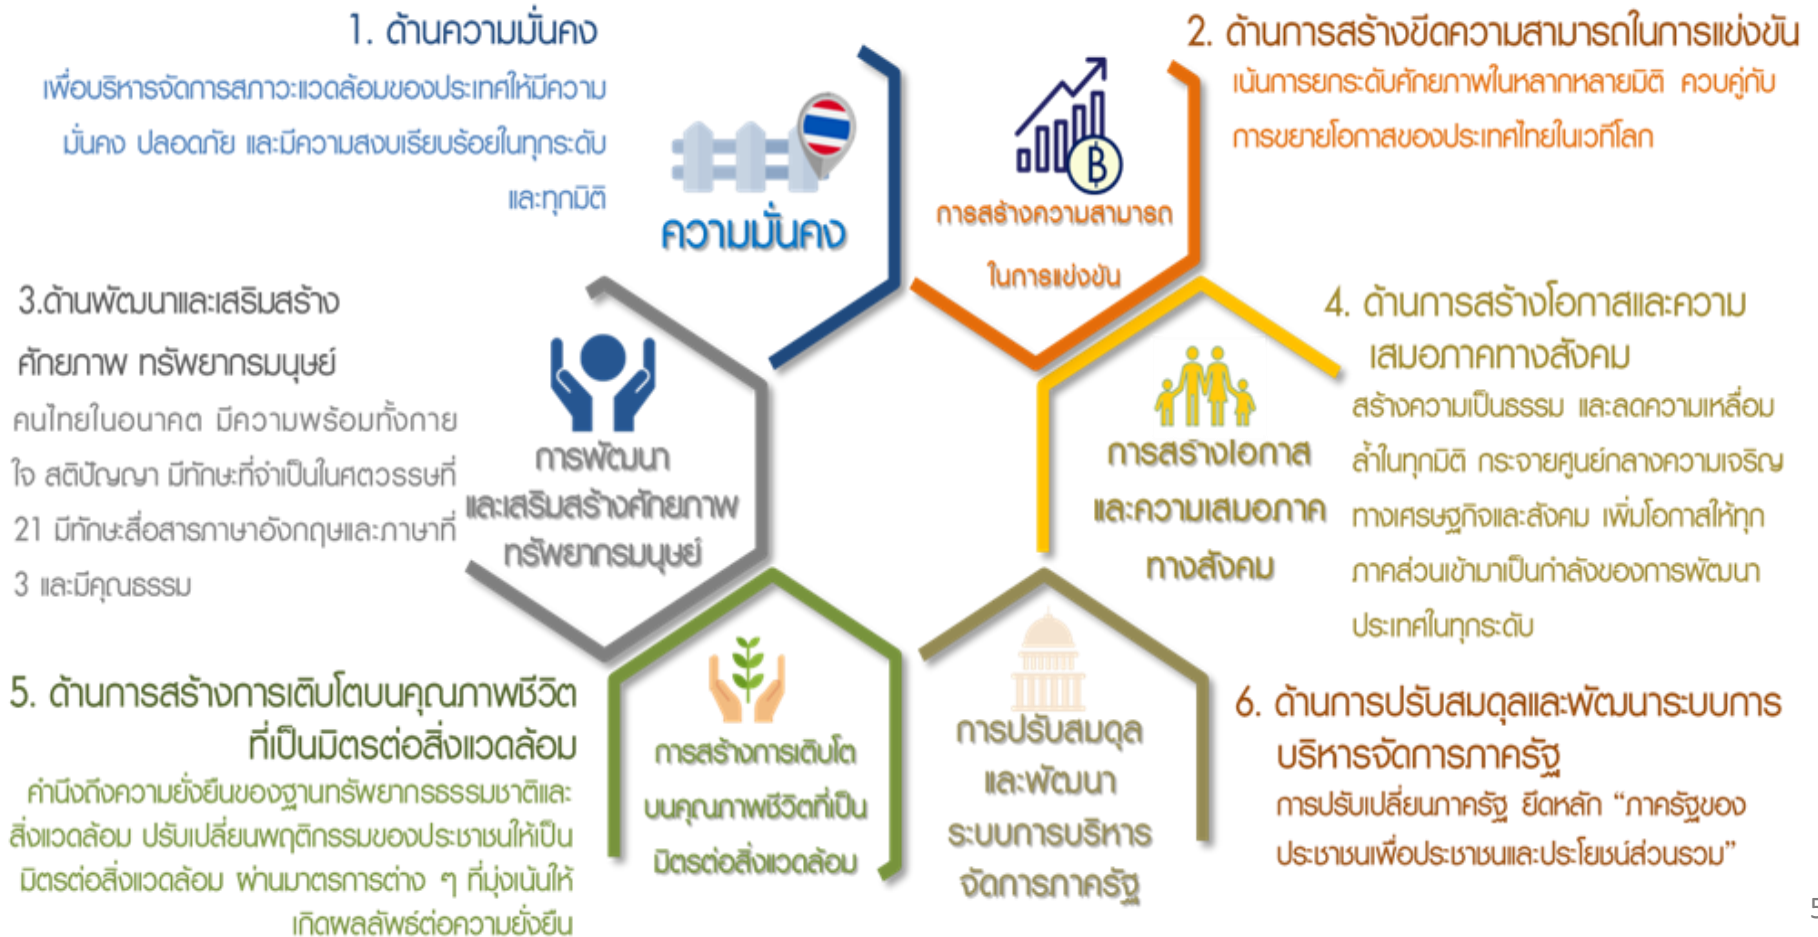 1. ด้านความมั่นคง
เพื่อบริหารจัดการสภาวะแวดล้อมของประเทศให้มีความ
มั่นคง ปลอดภัย และมีความสงบเรียบร้อยในทุกระดับ
และทุกมิติ
ความมั่นคง
2. ด้านการสร้างขีดความสามารถในการแข่งขัน
เน้นการยกระดับศักยภาพในหลากหลายมิติ ควบคู่กับ
การขยายโอกาสของประเทศไทยในเวทีโลก
฿
การสร้างความสามารถ
ในการแข่งขัน
3.ด้านพัฒนาและเสริมสร้าง
ศักยภาพ ทรัพยากรมนุษย์
คนไทยในอนาคต มีความพร้อมทั้งกาย
ใจ สติปัญญา มีทักษะที่จำเป็นในศตวรรษที่
21 มีทักษะสื่อสารภาษาอังกฤษและภาษาที่
3 และมีคุณธรรม
การพัฒนา
และเสริมสร้างศักยภาพ
ทรัพยากรมนุษย์
4. ด้านการสร้างโอกาสและความ
เสมอภาคทางสังคม
สร้างความเป็นธรรม และลดความเหลื่อม
ล้ำในทุกมิติ กระจายศูนย์กลางความเจริญ
ทางเศรษฐกิจและสังคม เพิ่มโอกาสให้ทุก
ภาคส่วนเข้ามาเป็นกำลังของการพัฒนา
ประเทศในทุกระดับ
การสร้างโอกาส
และความเสมอภาค
ทางสังคม
5. ด้านการสร้างการเติบโตบนคุณภาพชีวิต
ที่เป็นมิตรต่อสิ่งแวดล้อม
คำนึงถึงความยั่งยืนของฐานทรัพยากรธรรมชาติและ
สิ่งแวดล้อม ปรับเปลี่ยนพฤติกรรมของประชาชนให้เป็น
มิตรต่อสิ่งแวดล้อม ผ่านมาตรการต่าง ๆ ที่มุ่งเน้นให้
เกิดผลลัพธ์ต่อความยั่งยืน
การสร้างการเติบโต
บนคุณภาพชีวิตที่เป็น
มิตรต่อสิ่งแวดล้อม
การปรับสมดุล
และพัฒนา
ระบบการบริหาร
จัดการภาครัฐ
6. ด้านการปรับสมดุลและพัฒนาระบบการ
บริหารจัดการภาครัฐ
การปรับเปลี่ยนภาครัฐ ยึดหลัก “ภาครัฐของ
ประชาชนเพื่อประชาชนและประโยชน์ส่วนรวม”
5